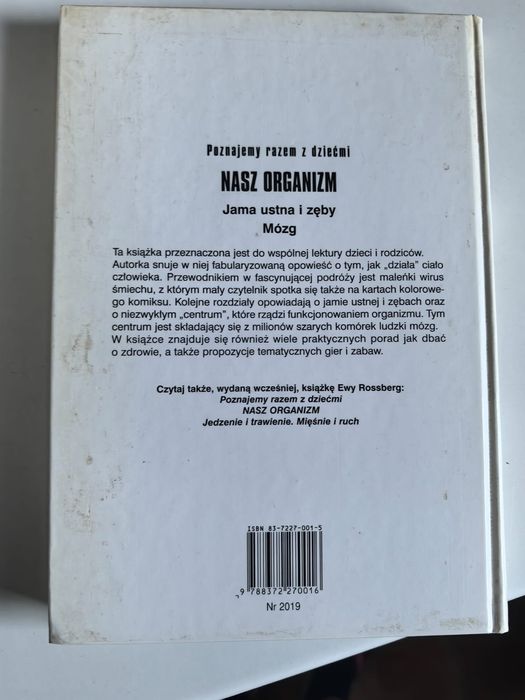 Poznajemy razem z dziećmi
NASZ ORGANIZM
Jama ustna i zęby
Mózg
Ta książka przeznaczona jest do wspólnej lektury dzieci i rodziców.
Autorka snuje w niej fabularyzowaną opowieść o tym, jak „działa” ciało
człowieka. Przewodnikiem w fascynującej podróży jest maleńki wirus
śmiechu, z którym mały czytelnik spotka się także na kartach kolorowe-
go komiksu. Kolejne rozdziały opowiadają o jamie ustnej i zębach oraz
o niezwykłym „centrum”, które rządzi funkcjonowaniem organizmu. Tym
centrum jest składający się z milionów szarych komórek ludzki mózg.
W książce znajduje się również wiele praktycznych porad jak dbać
o zdrowie, a także propozycje tematycznych gier i zabaw.
Czytaj także, wydaną wcześniej, książkę Ewy Rossberg:
Poznajemy razem z dziećmi
NASZ ORGANIZM
Jedzenie i trawienie. Mięśnie i ruch
ISBN 83-7227-001-5
9 788372 270016
Nr 2019